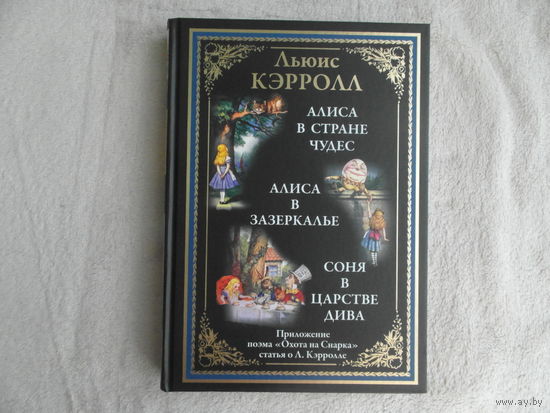 Льюис
КЭРРОЛЛ
АЛИСА
В СТРАНЕ
ЧУДЕС
АЛИСА
В
ЗАЗЕРКАЛЬЕ
СОНЯ
В
ЦАРСТВЕ
ДИВА
Приложение
поэма «Охота на Снарка»
статья о Л. Кэрролле
© www.ay.by